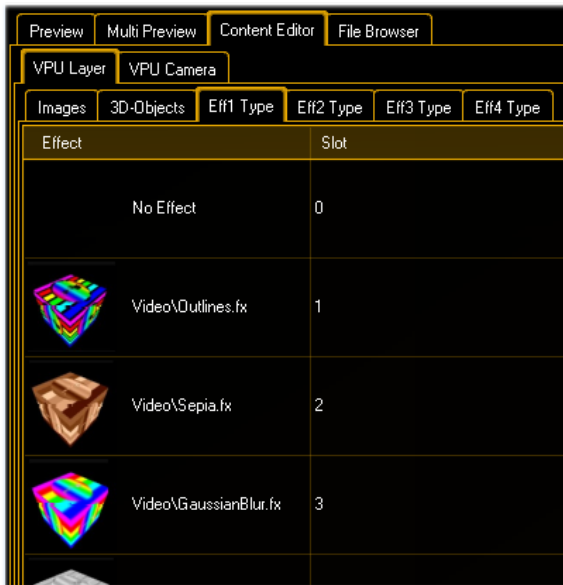 Preview Multi Preview Content Editor File Browser
VPU Layer VPU Camera
Images 3D-Objects Eff1 Type Eff2 Type Eff3 Type Eff4 Type
Effect Slot
No Effect 0
Video\Outlines.fx 1
Video\Sepia.fx 2
Video\GaussianBlur.fx 3